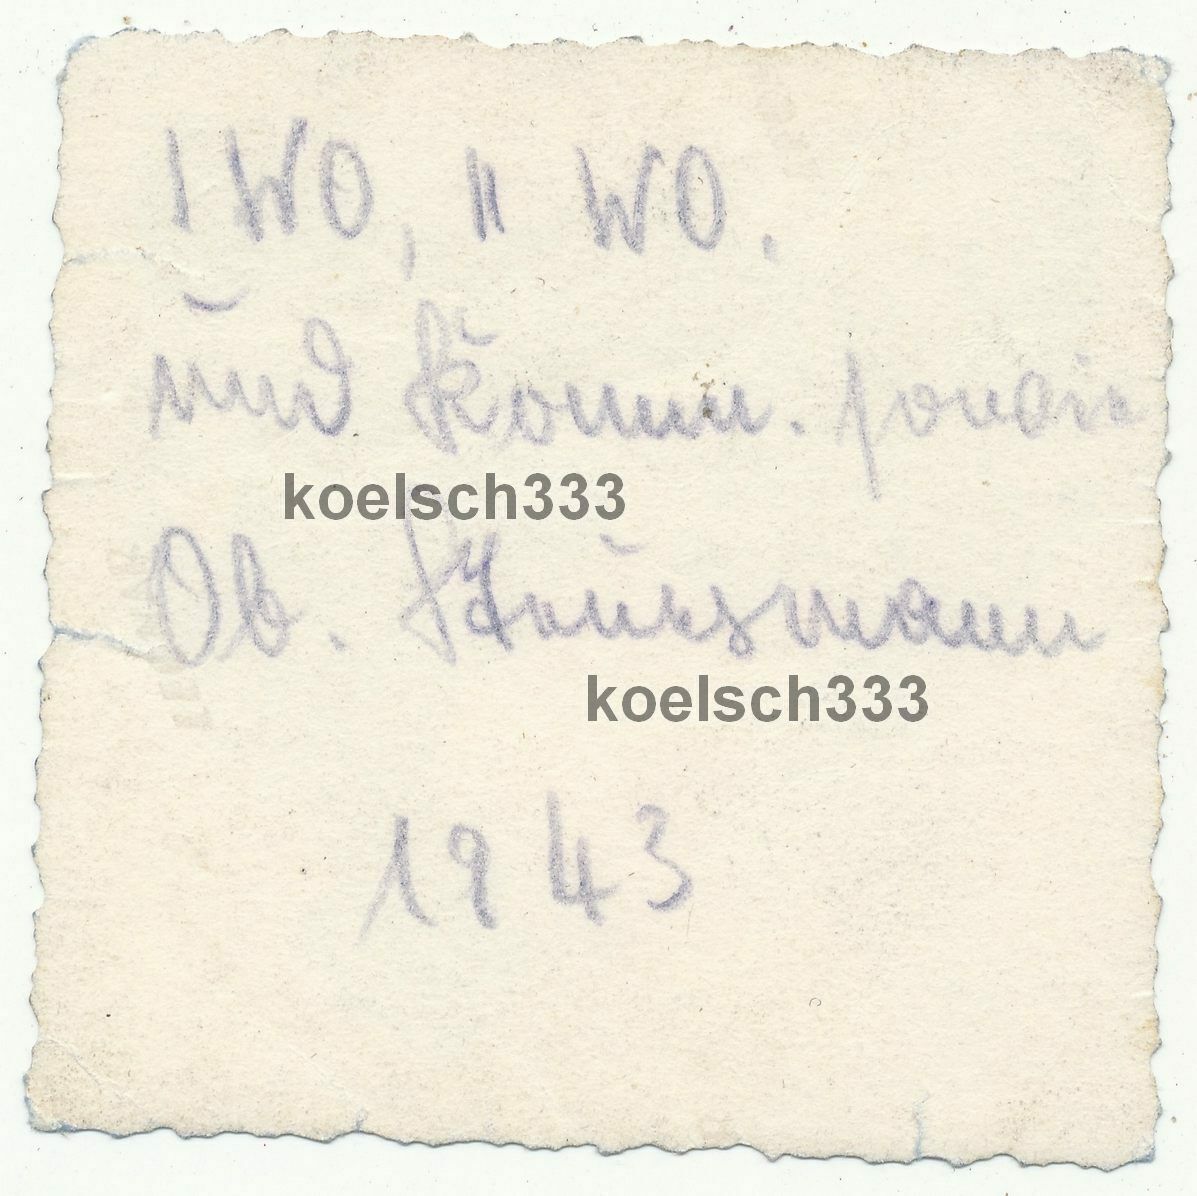 I WO, II WO.
und Komm. sowie
koelsch333
Ob.
koelsch333
1943